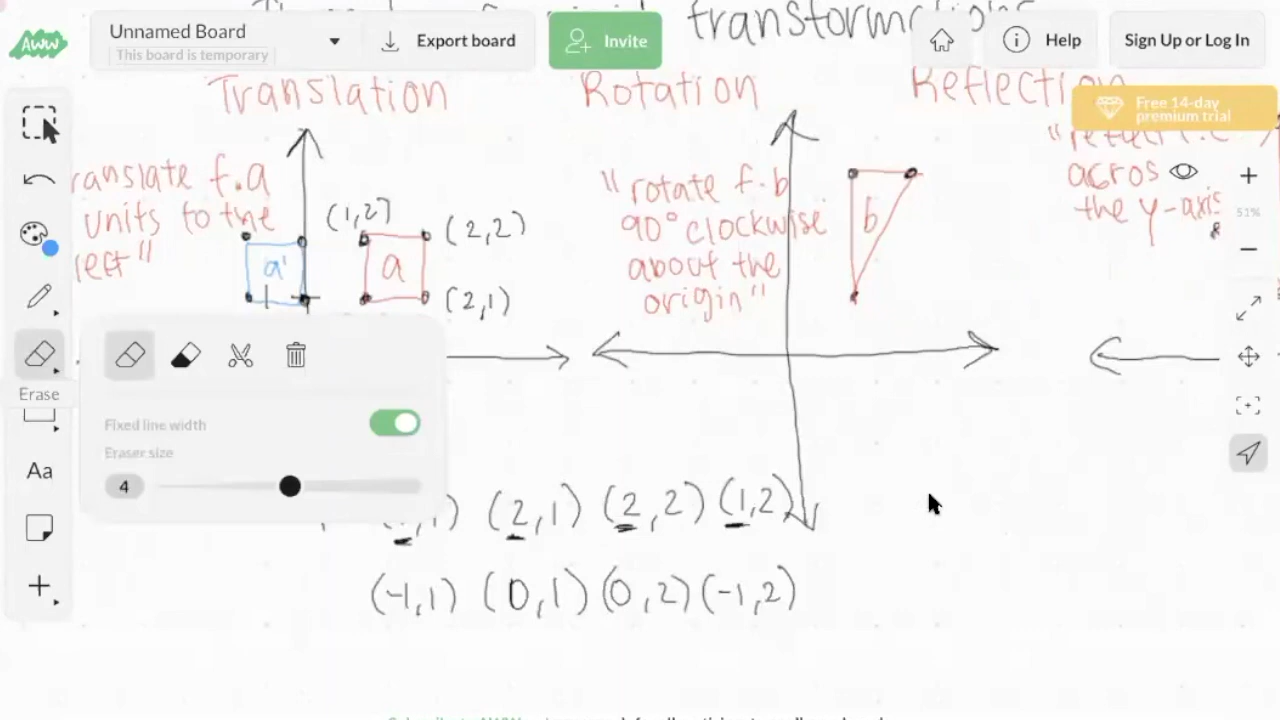 transformations
AWW
Unnamed Board
This board is temporary
Export board
Invite
Help
Sign Up or Log In
Free 14-day
premium trial
Translation
Rotation
Reflection
ranslate f.a
units to the
left"
(1,2)
(2,2)
(2,1)
a'
a
"rotate f.b
90° clockwise
about the
origin"
b
acros
the y-axis
51%
Erase
Fixed line width
Eraser size
4
Aa
(2,1) (2,2) (1,2)
(-1,1) (0,1) (0,2) (-1,2)